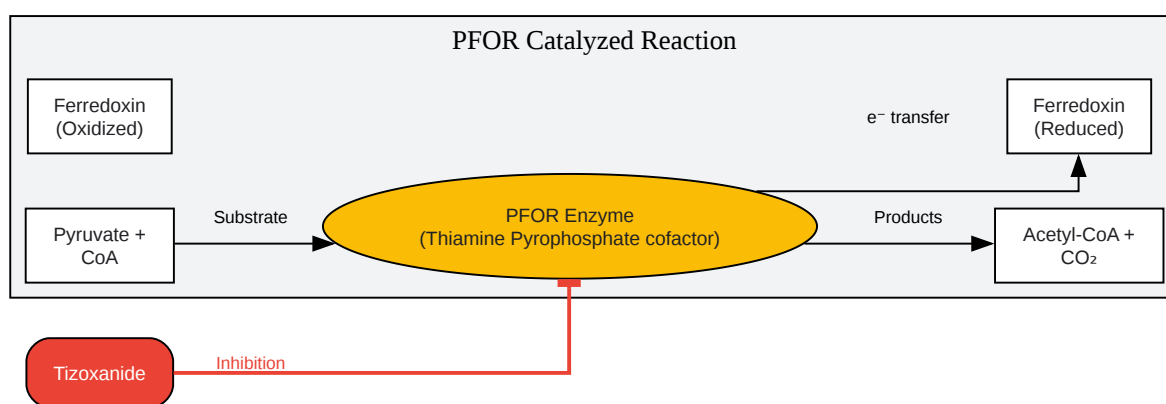 PFOR Catalyzed Reaction
Ferredoxin
(Oxidized)
e⁻ transfer
Ferredoxin
(Reduced)
Pyruvate +
CoA
Substrate
PFOR Enzyme
(Thiamine Pyrophosphate cofactor)
Products
Acetyl-CoA +
CO₂
Tizoxanide
Inhibition